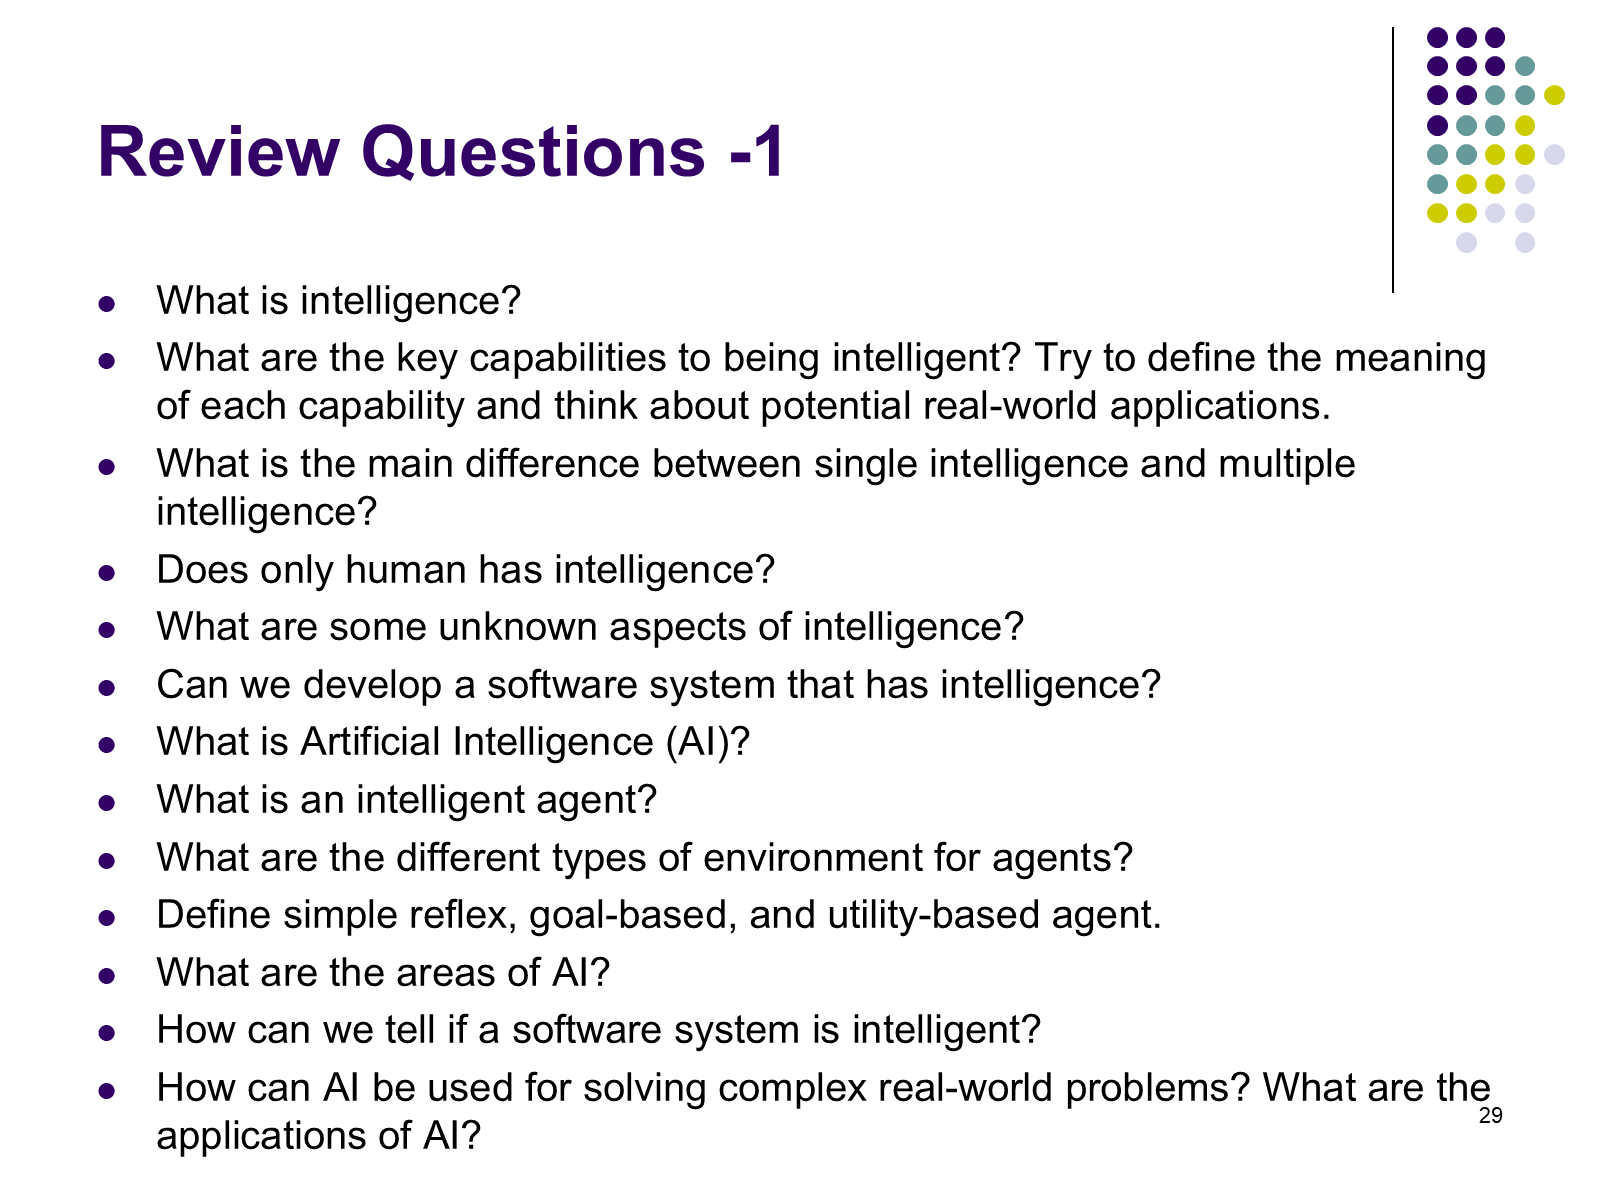 Review Questions -1
What is intelligence?
What are the key capabilities to being intelligent? Try to define the meaning
of each capability and think about potential real-world applications.
What is the main difference between single intelligence and multiple
intelligence?
Does only human has intelligence?
What are some unknown aspects of intelligence?
Can we develop a software system that has intelligence?
What is Artificial Intelligence (AI)?
What is an intelligent agent?
What are the different types of environment for agents?
Define simple reflex, goal-based, and utility-based agent.
What are the areas of AI?
How can we tell if a software system is intelligent?
How can AI be used for solving complex real-world problems? What are the
applications of AI?
29